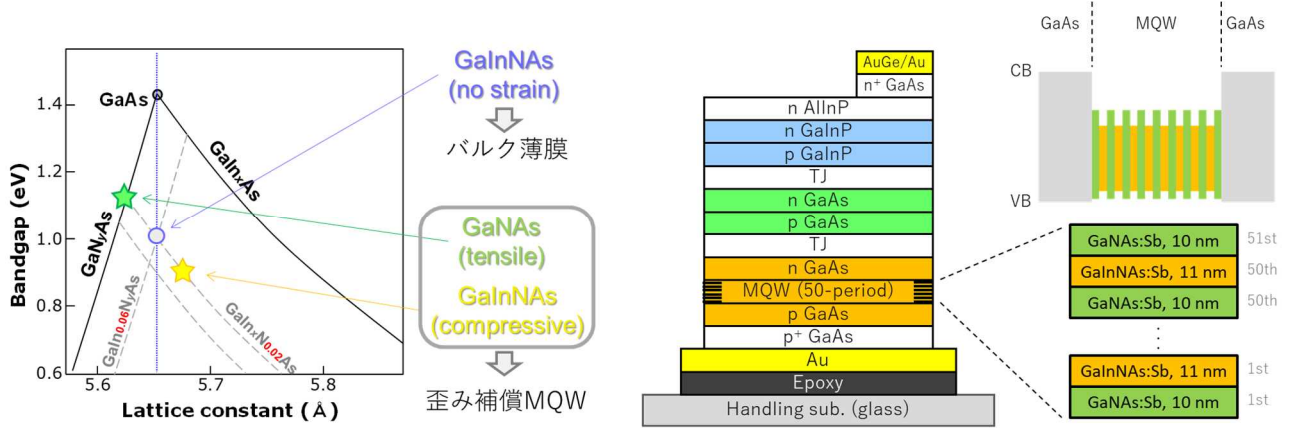 Bandgap (eV)
1.4
1.2
1.0
0.8
0.6
5.6
5.7
5.8
Lattice constant (Å)
GaAs
GaInxAs
GaNyAs
GaIn0.06NyAs
GaInxN0.02As
GaInNAs
(no strain)
バルク薄膜
GaNAs
(tensile)
GaInNAs
(compressive)
歪み補償MQW
AuGe/Au
n+ GaAs
n AlInP
n GaInP
p GaInP
TJ
n GaAs
p GaAs
TJ
n GaAs
MQW (50-period)
p GaAs
p+ GaAs
Au
Epoxy
Handling sub. (glass)
GaAs MQW GaAs
CB
VB
GaNAs:Sb, 10 nm 51st
GaInNAs:Sb, 11 nm 50th
GaNAs:Sb, 10 nm 50th
⋮
GaInNAs:Sb, 11 nm 1st
GaNAs:Sb, 10 nm 1st